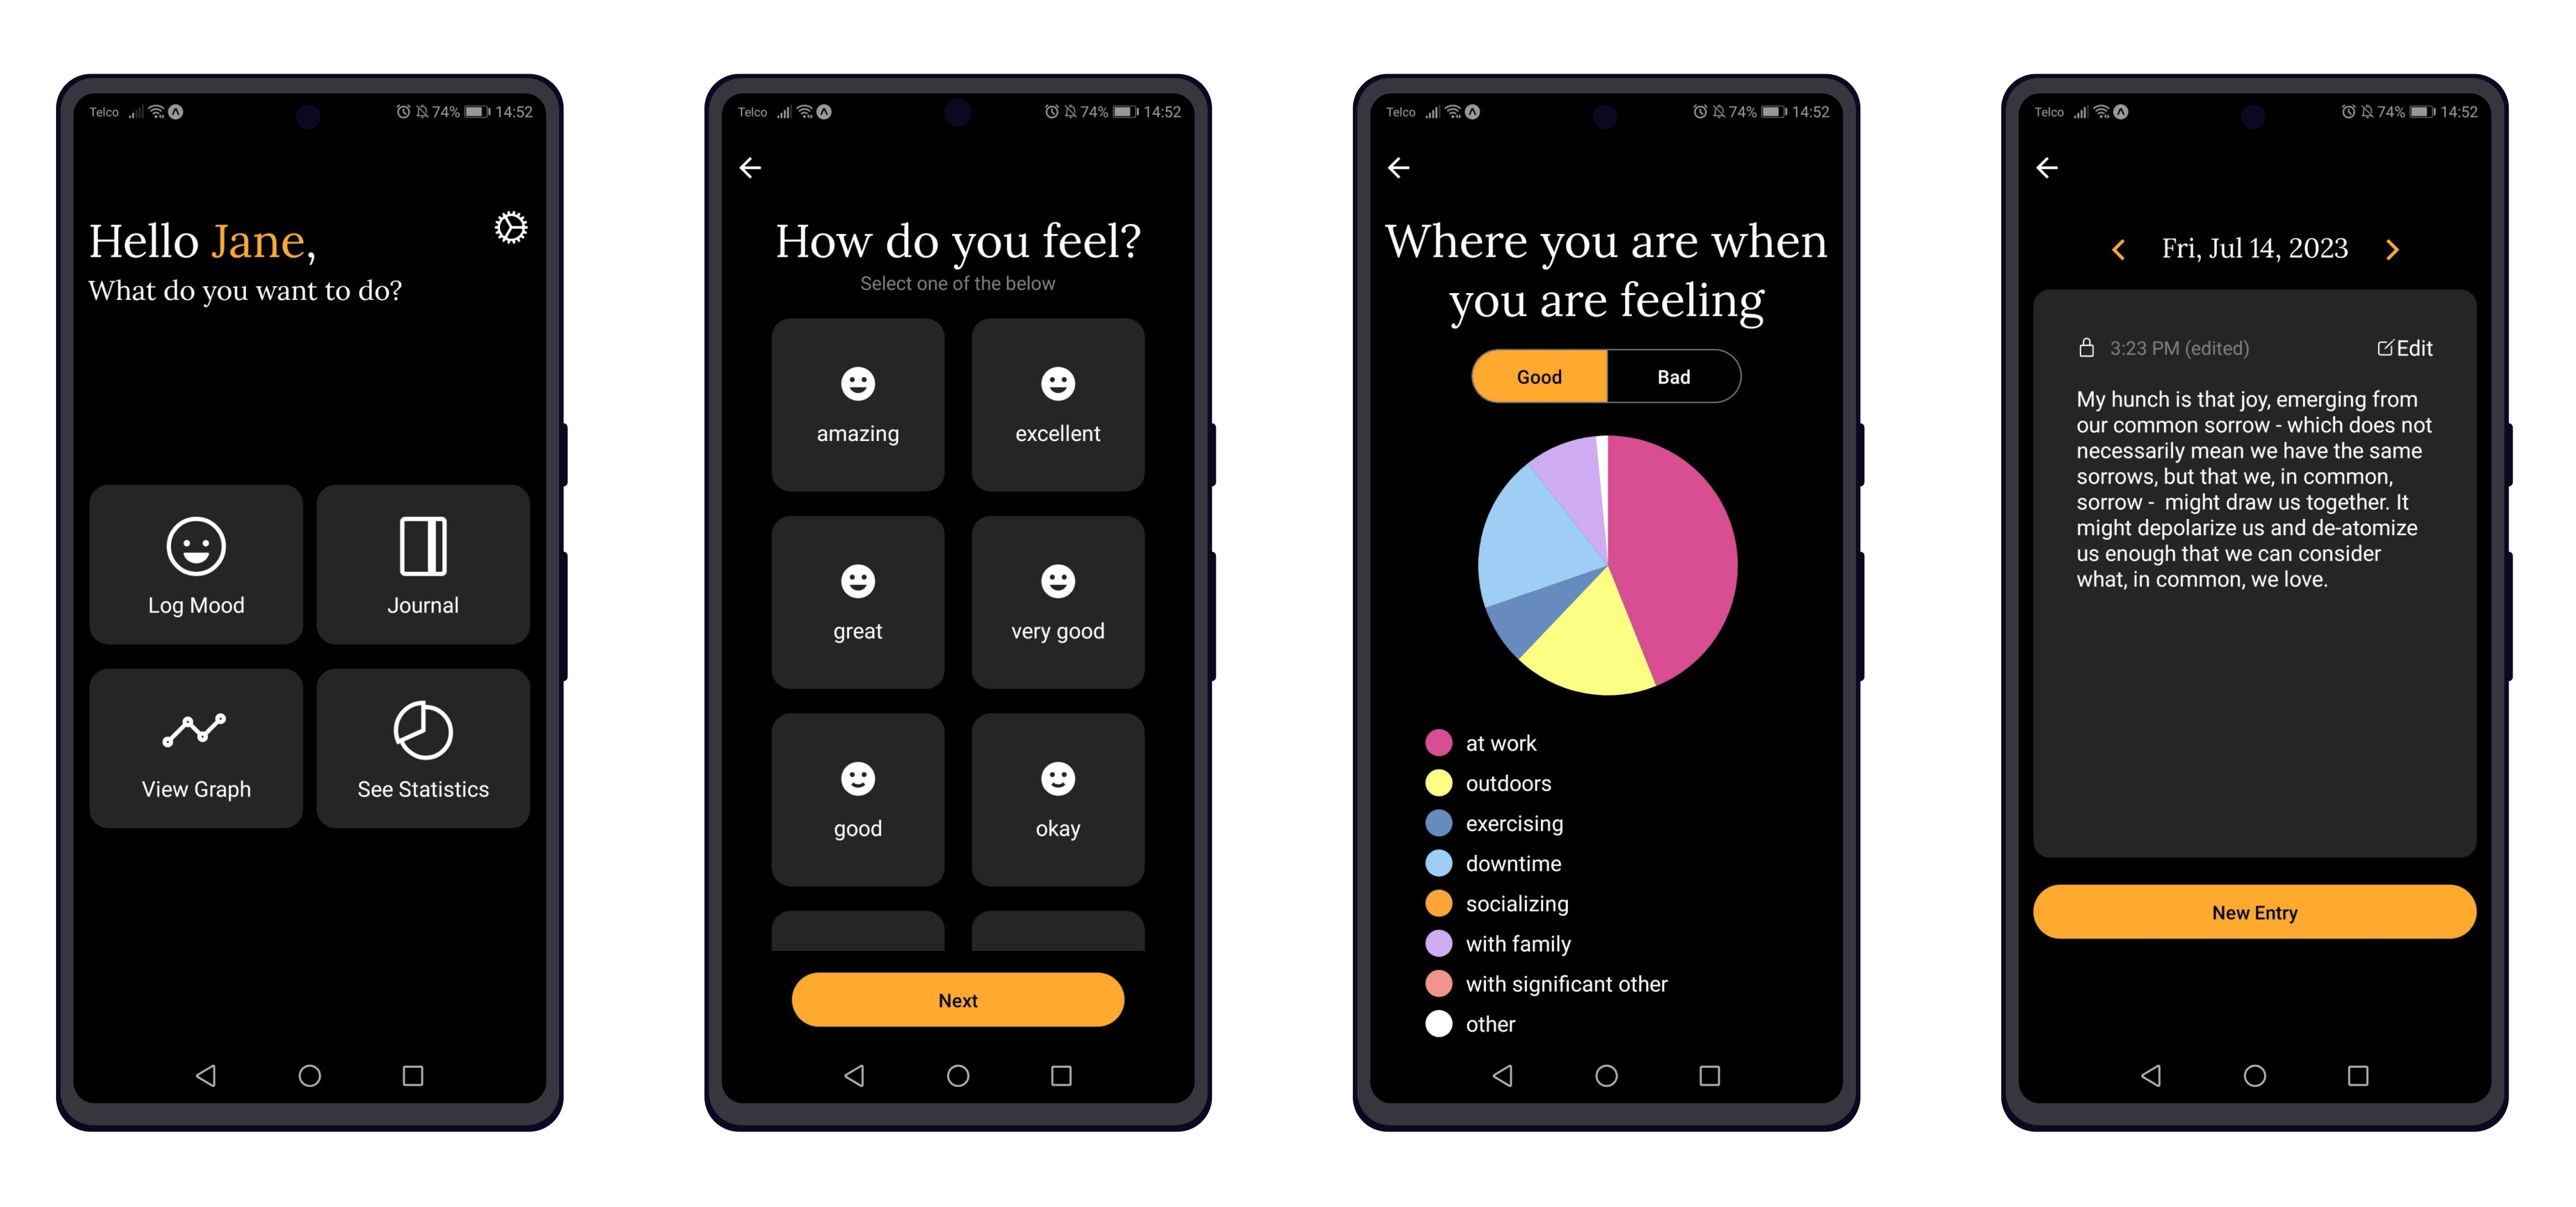 Telco 74% 14:52
Hello Jane,
What do you want to do?
Log Mood
Journal
View Graph
See Statistics
Telco 74% 14:52
How do you feel?
Select one of the below
amazing
excellent
great
very good
good
okay
Next
Telco 74% 14:52
Where you are when
you are feeling
Good
Bad
at work
outdoors
exercising
downtime
socializing
with family
with significant other
other
Telco 74% 14:52
Fri, Jul 14, 2023
3:23 PM (edited)
Edit
My hunch is that joy, emerging from
our common sorrow - which does not
necessarily mean we have the same
sorrows, but that we, in common,
sorrow -  might draw us together. It
might depolarize us and de-atomize
us enough that we can consider
what, in common, we love.
New Entry